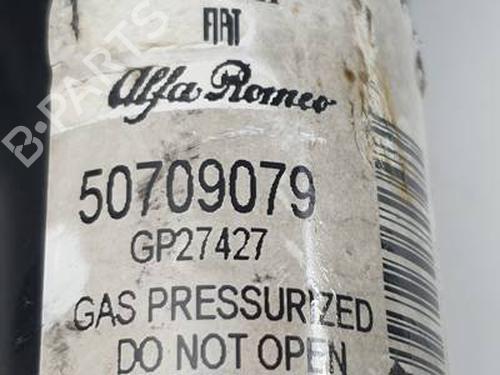 FIAT
Alfa Romeo
50709079
GP27427
GAS PRESSURIZED
DO NOT OPEN
B-PARTS